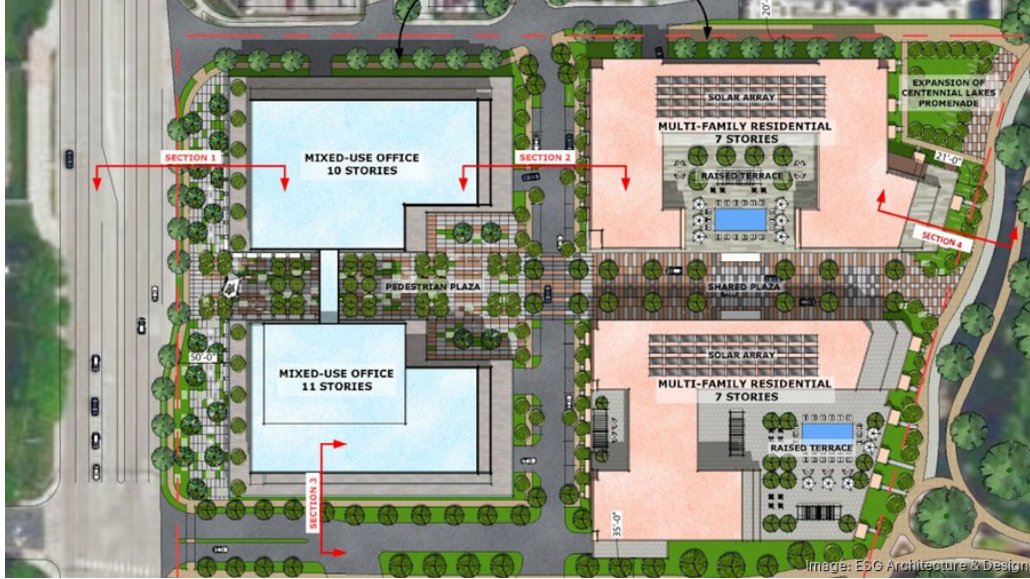 20'-
SOLAR ARRAY
EXPANSION OF
CENTENNIAL LAKES
PROMENADE
MULTI-FAMILY RESIDENTIAL
7 STORIES
SECTION 1
MIXED-USE OFFICE
10 STORIES
SECTION 2
21'-0"
RAISED TERRACE
SECTION 4
PEDESTRIAN PLAZA
SHARED PLAZA
50'-0"
SOLAR ARRAY
MIXED-USE OFFICE
11 STORIES
MULTI-FAMILY RESIDENTIAL
7 STORIES
RAISED TERRACE
SECTION 3
35'-0"
Image: ESG Architecture & Design